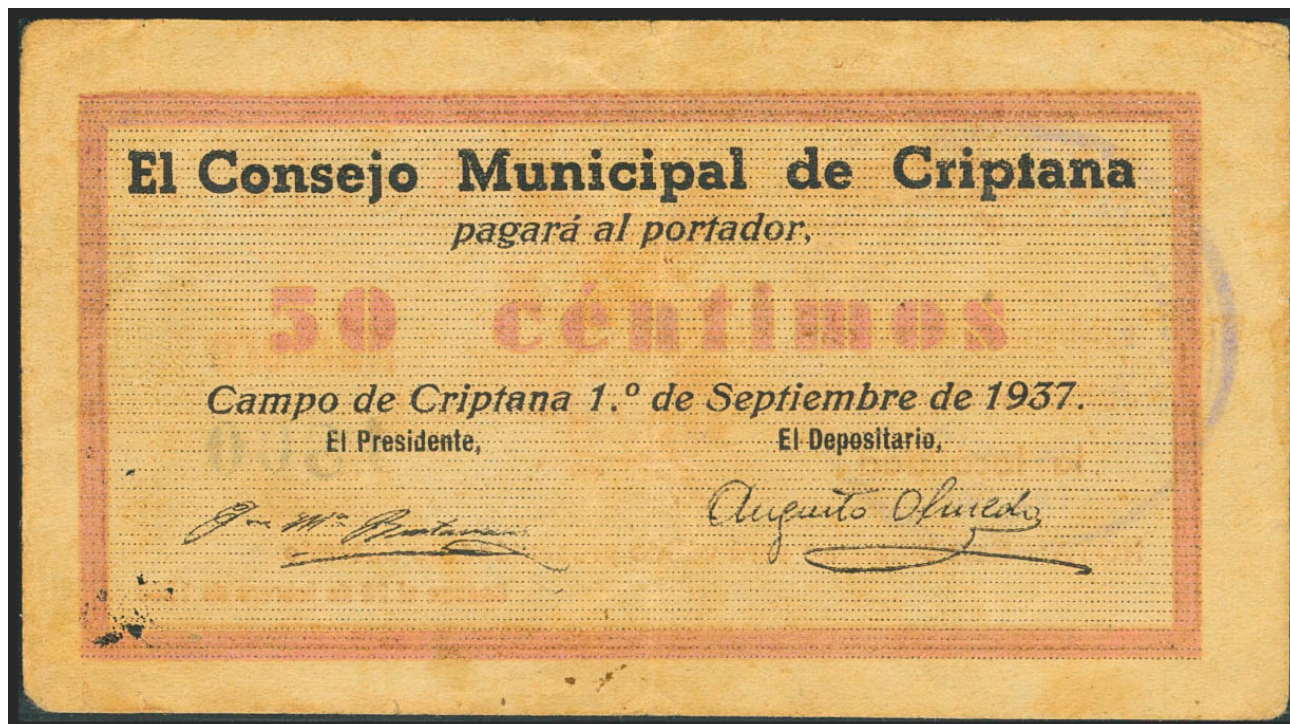 El Consejo Municipal de Criptana
pagará al portador,
50 céntimos
Campo de Criptana 1.º de Septiembre de 1937.
El Presidente, El Depositario,
Augusto Olmedo